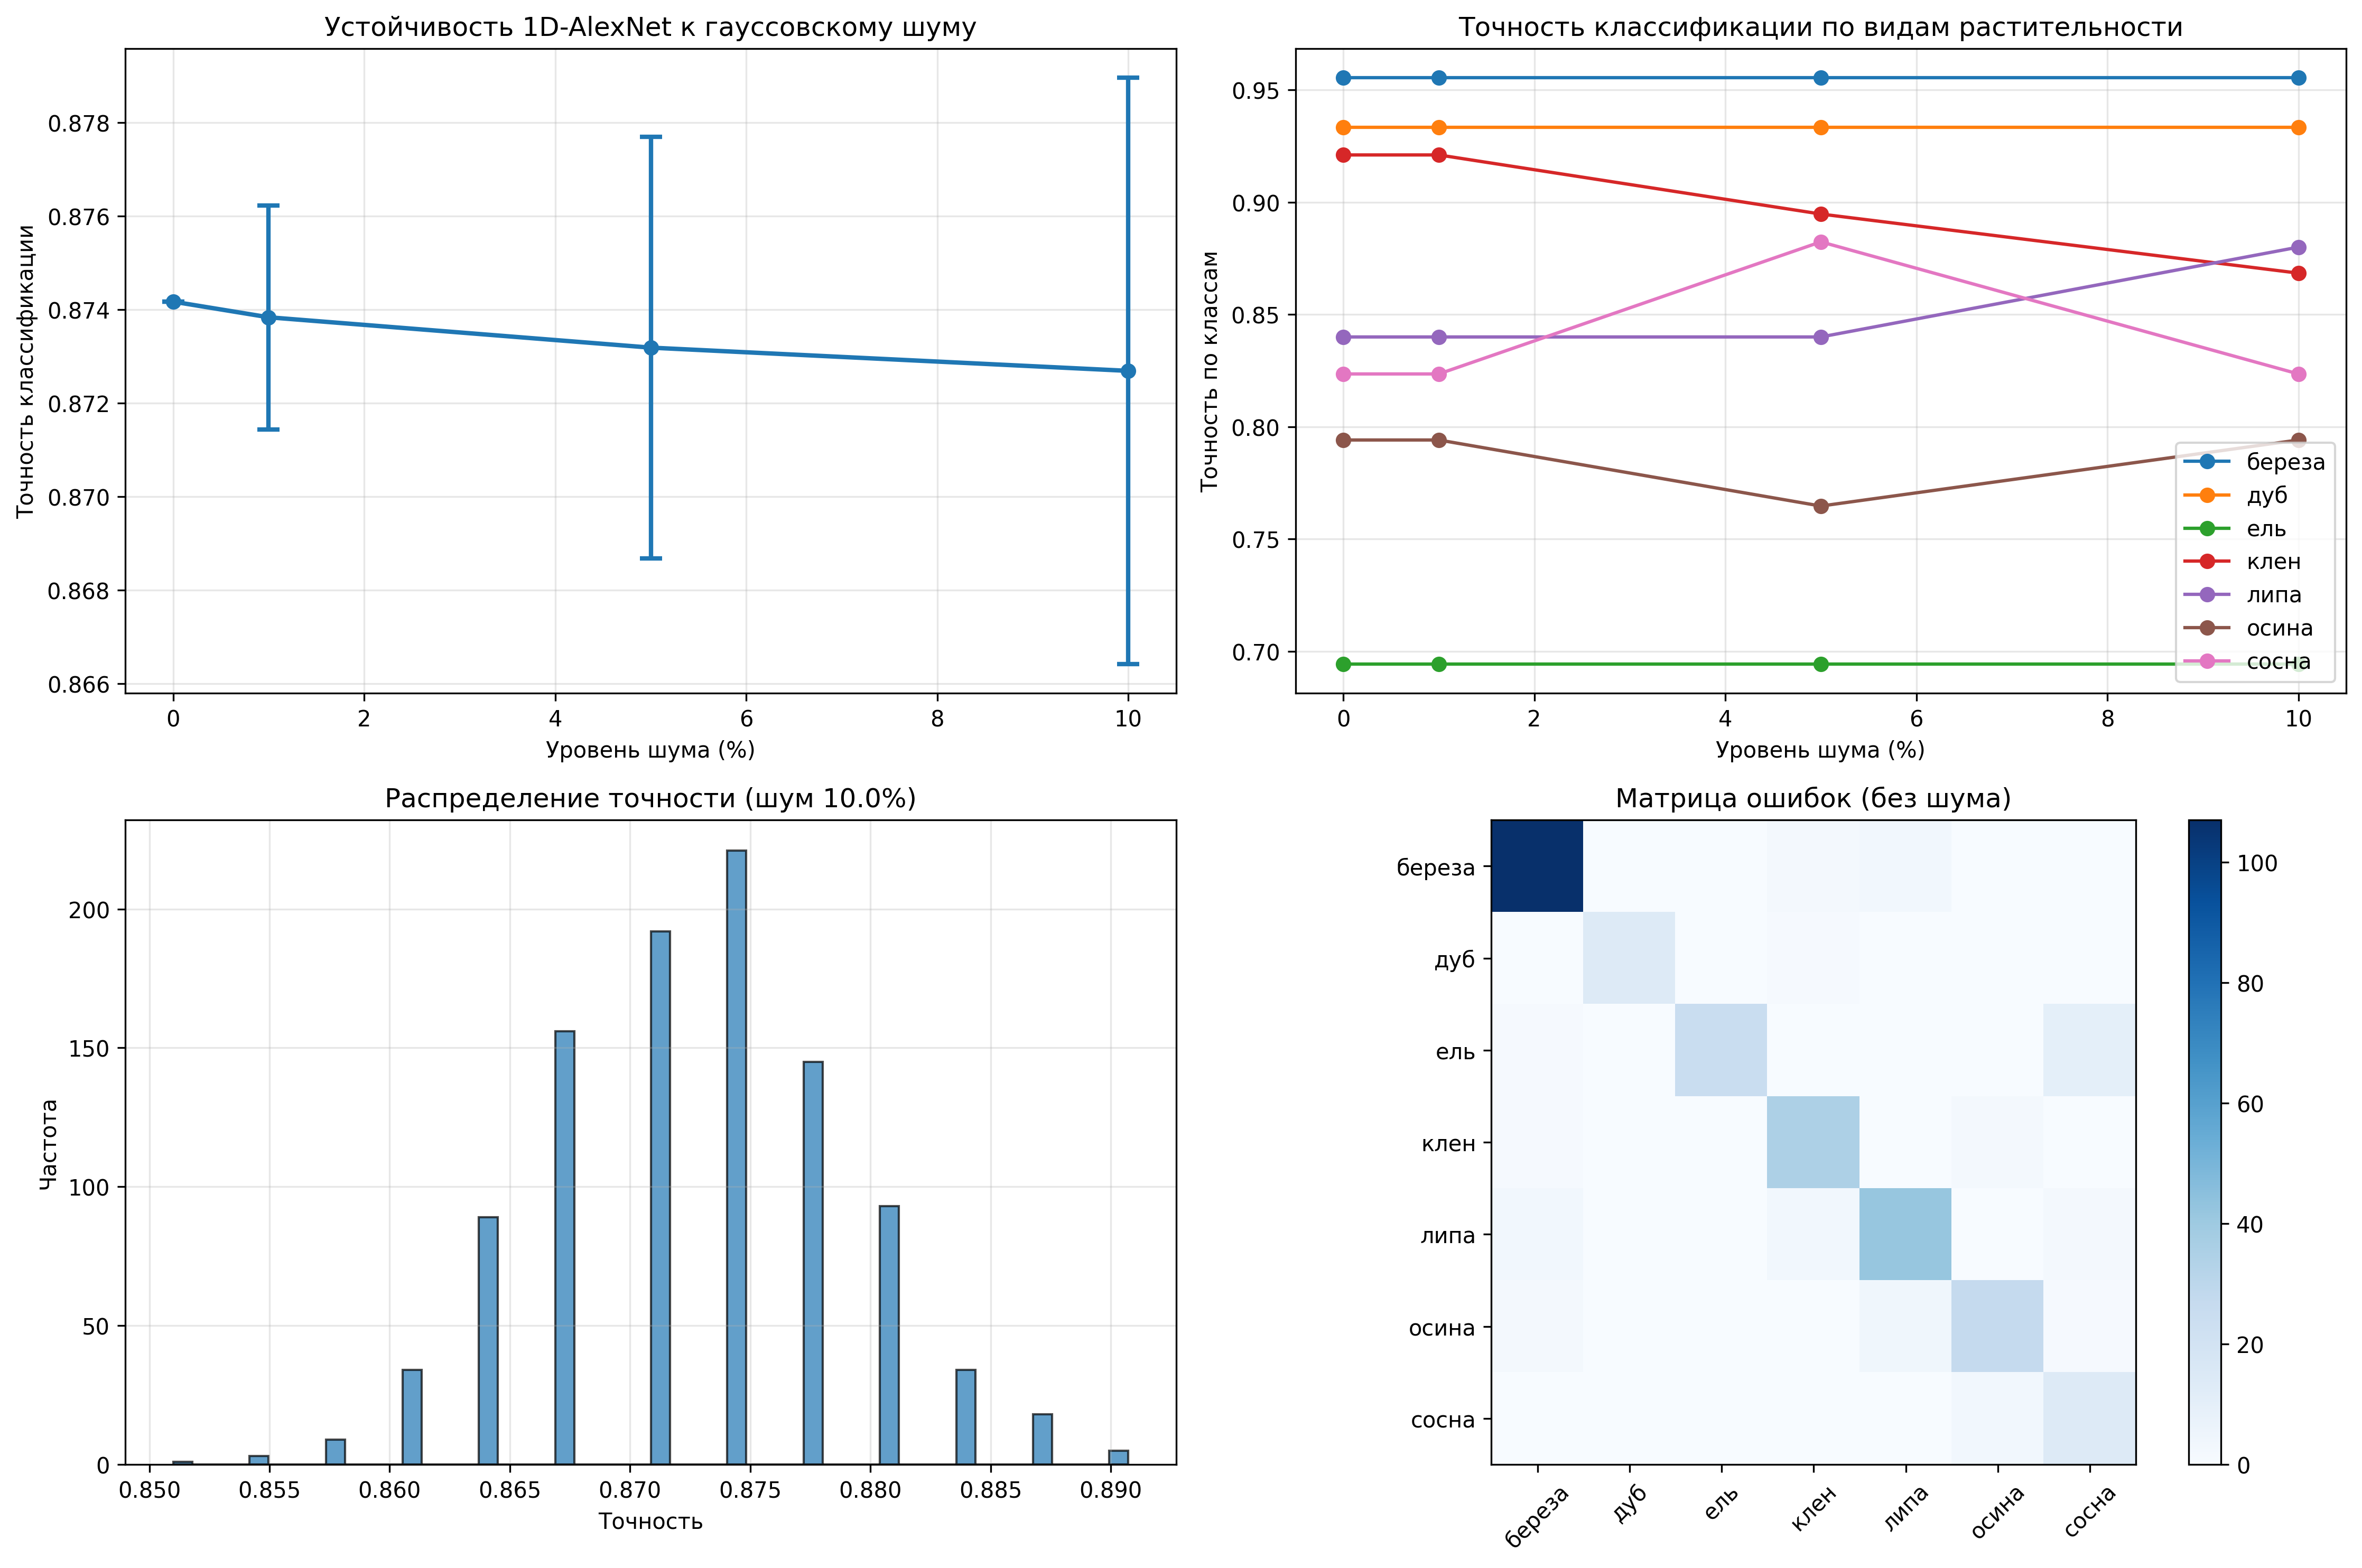 Устойчивость 1D-AlexNet к гауссовскому шуму
Точность классификации
0.878
0.876
0.874
0.872
0.870
0.868
0.866
0 2 4 6 8 10
Уровень шума (%)
Точность классификации по видам растительности
Точность по классам
0.95
0.90
0.85
0.80
0.75
0.70
береза
дуб
ель
клен
липа
осина
сосна
0 2 4 6 8 10
Уровень шума (%)
Распределение точности (шум 10.0%)
Частота
200
150
100
50
0
0.850 0.855 0.860 0.865 0.870 0.875 0.880 0.885 0.890
Точность
Матрица ошибок (без шума)
береза
дуб
ель
клен
липа
осина
сосна
береза дуб ель клен липа осина сосна
100
80
60
40
20
0